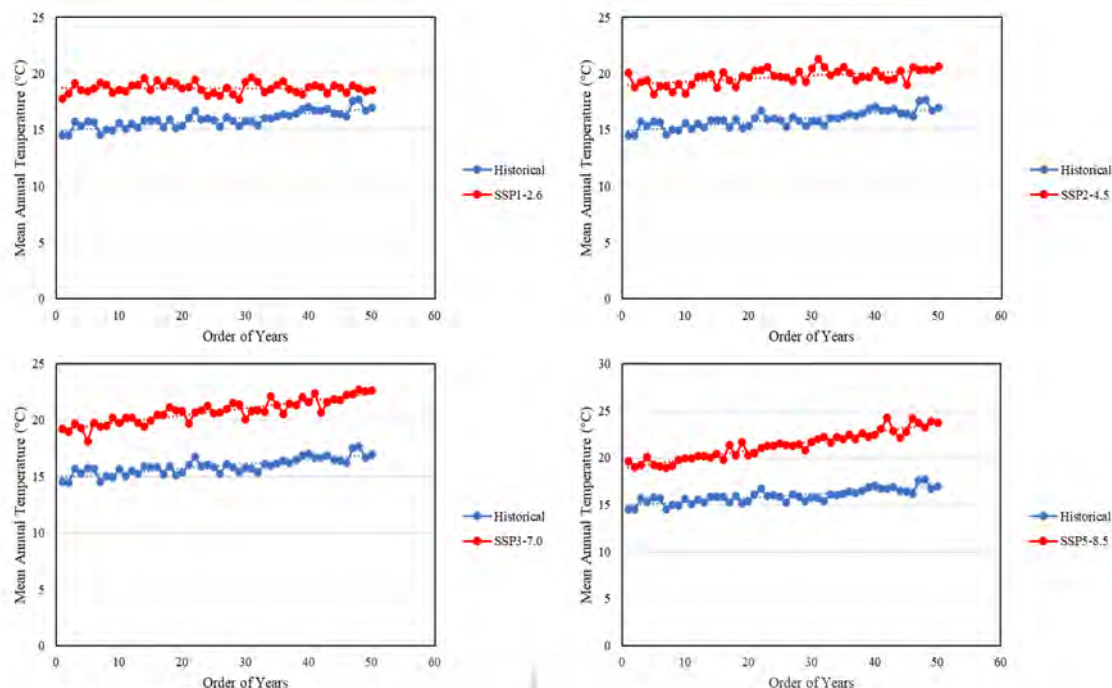 25
20
15
10
5
0
0 10 20 30 40 50 60
Mean Annual Temperature (°C)
Order of Years
Historical
SSP1-2.6
25
20
15
10
5
0
0 10 20 30 40 50 60
Mean Annual Temperature (°C)
Order of Years
Historical
SSP2-4.5
25
20
15
10
5
0
0 10 20 30 40 50 60
Mean Annual Temperature (°C)
Order of Years
Historical
SSP3-7.0
30
25
20
15
10
5
0
0 10 20 30 40 50 60
Mean Annual Temperature (°C)
Order of Years
Historical
SSP5-8.5